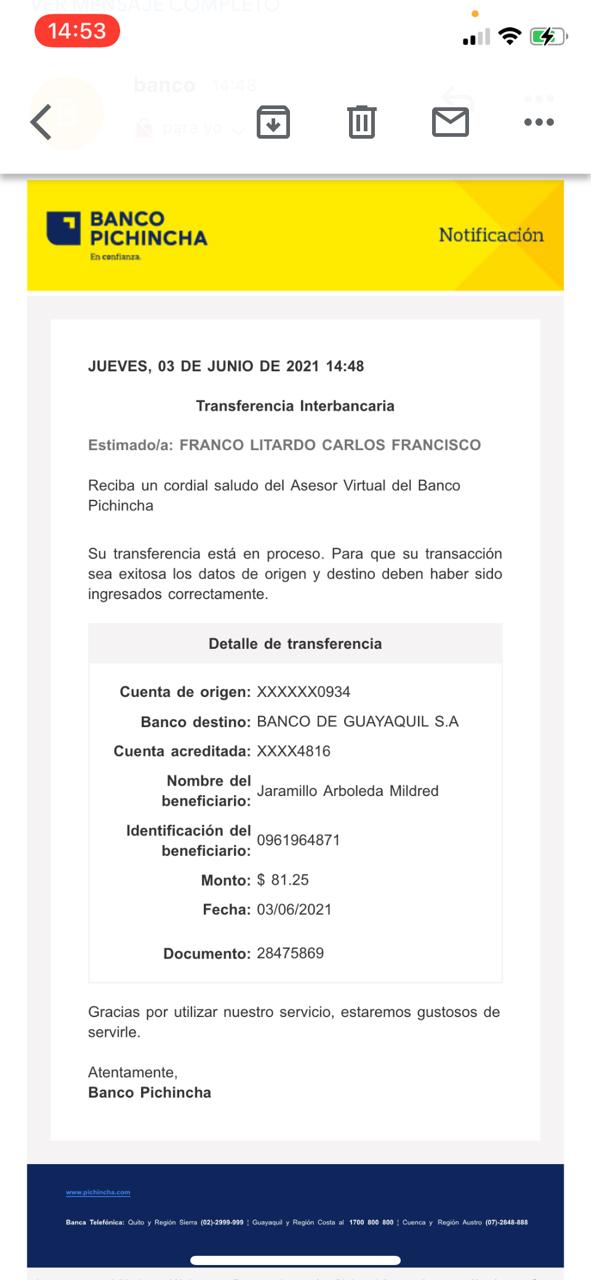 VER MENSAJE COMPLETO
14:53
banco 14:48
para yo
BANCO
PICHINCHA
En confianza.
Notificación
JUEVES, 03 DE JUNIO DE 2021 14:48
Transferencia Interbancaria
Estimado/a: FRANCO LITARDO CARLOS FRANCISCO
Reciba un cordial saludo del Asesor Virtual del Banco
Pichincha
Su transferencia está en proceso. Para que su transacción
sea exitosa los datos de origen y destino deben haber sido
ingresados correctamente.
Detalle de transferencia
Cuenta de origen: XXXXXX0934
Banco destino: BANCO DE GUAYAQUIL S.A
Cuenta acreditada: XXXX4816
Nombre del
beneficiario: Jaramillo Arboleda Mildred
Identificación del
beneficiario: 0961964871
Monto: $ 81.25
Fecha: 03/06/2021
Documento: 28475869
Gracias por utilizar nuestro servicio, estaremos gustosos de
servirle.
Atentamente,
Banco Pichincha
www.pichincha.com
Banca Telefónica: Quito y Región Sierra (02)-2999-999 ¦ Guayaquil y Región Costa al 1700 800 800 ¦ Cuenca y Región Austro (07)-2848-888